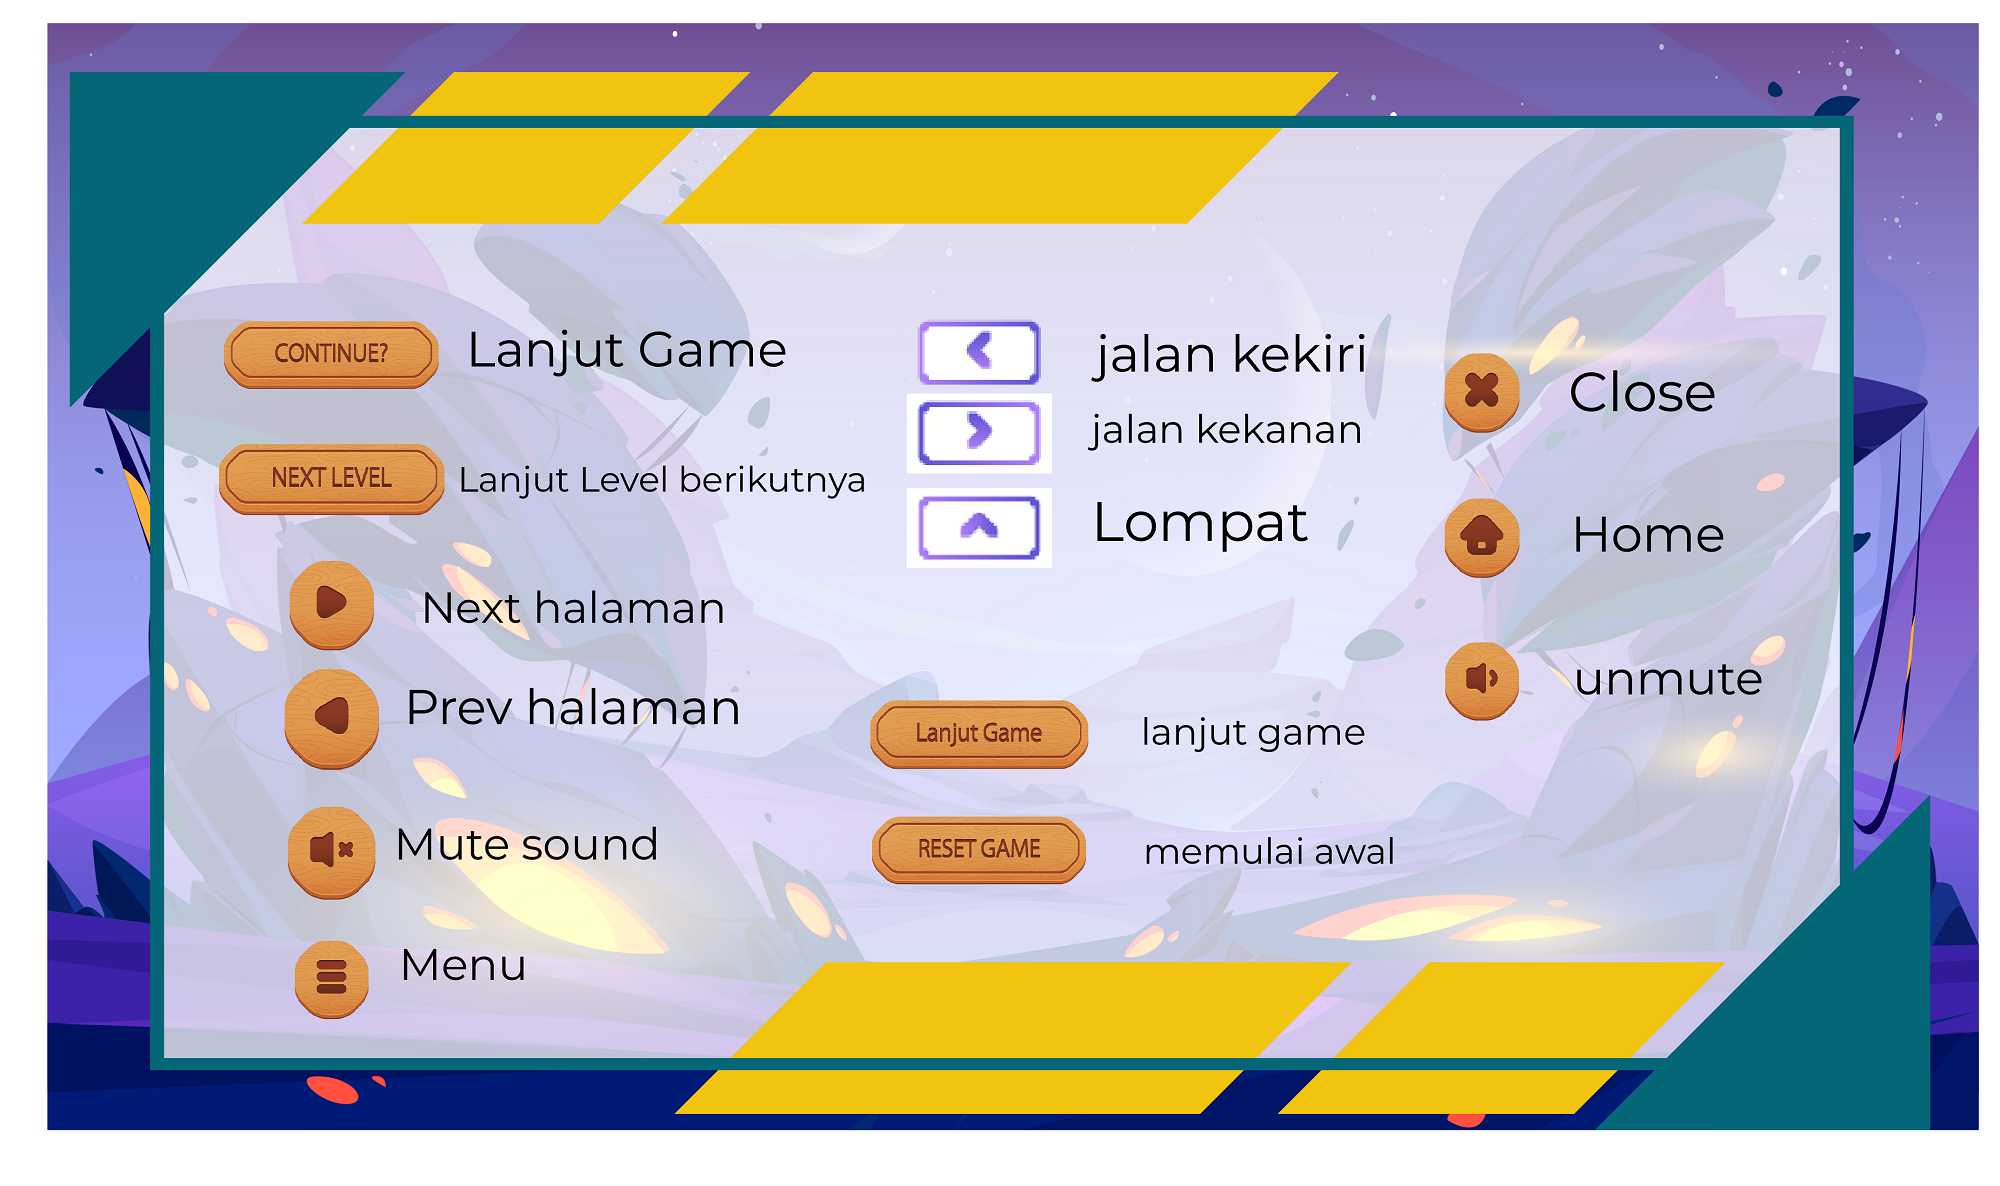 CONTINUE?
Lanjut Game
NEXT LEVEL
Lanjut Level berikutnya
Next halaman
Prev halaman
Mute sound
Menu
jalan kekiri
jalan kekanan
Lompat
Lanjut Game
lanjut game
RESET GAME
memulai awal
Close
Home
unmute